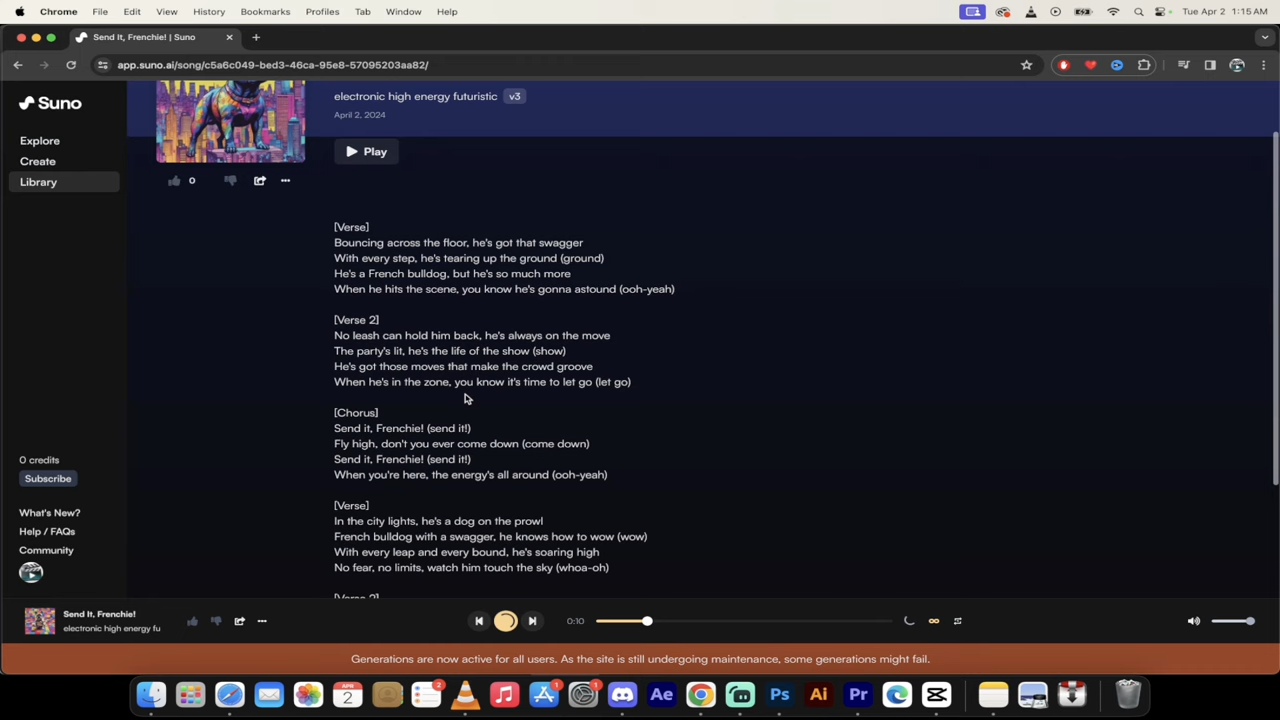 Chrome File Edit View History Bookmarks Profiles Tab Window Help Tue Apr 2 1:15 AM
Send It, Frenchie! | Suno
app.suno.ai/song/c5a6c049-bed3-46ca-95e8-57095203aa82/
Suno
Explore
Create
Library
0 credits
Subscribe
What's New?
Help / FAQs
Community
electronic high energy futuristic v3
April 2, 2024
Play
0
[Verse]
Bouncing across the floor, he's got that swagger
With every step, he's tearing up the ground (ground)
He's a French bulldog, but he's so much more
When he hits the scene, you know he's gonna astound (ooh-yeah)
[Verse 2]
No leash can hold him back, he's always on the move
The party's lit, he's the life of the show (show)
He's got those moves that make the crowd groove
When he's in the zone, you know it's time to let go (let go)
[Chorus]
Send it, Frenchie! (send it!)
Fly high, don't you ever come down (come down)
Send it, Frenchie! (send it!)
When you're here, the energy's all around (ooh-yeah)
[Verse]
In the city lights, he's a dog on the prowl
French bulldog with a swagger, he knows how to wow (wow)
With every leap and every bound, he's soaring high
No fear, no limits, watch him touch the sky (whoa-oh)
[Verse 2]
Send It, Frenchie!
electronic high energy fu
0:10
Generations are now active for all users. As the site is still undergoing maintenance, some generations might fail.
APR
2
2
1
1
Ae
Ps
Ai
Pr